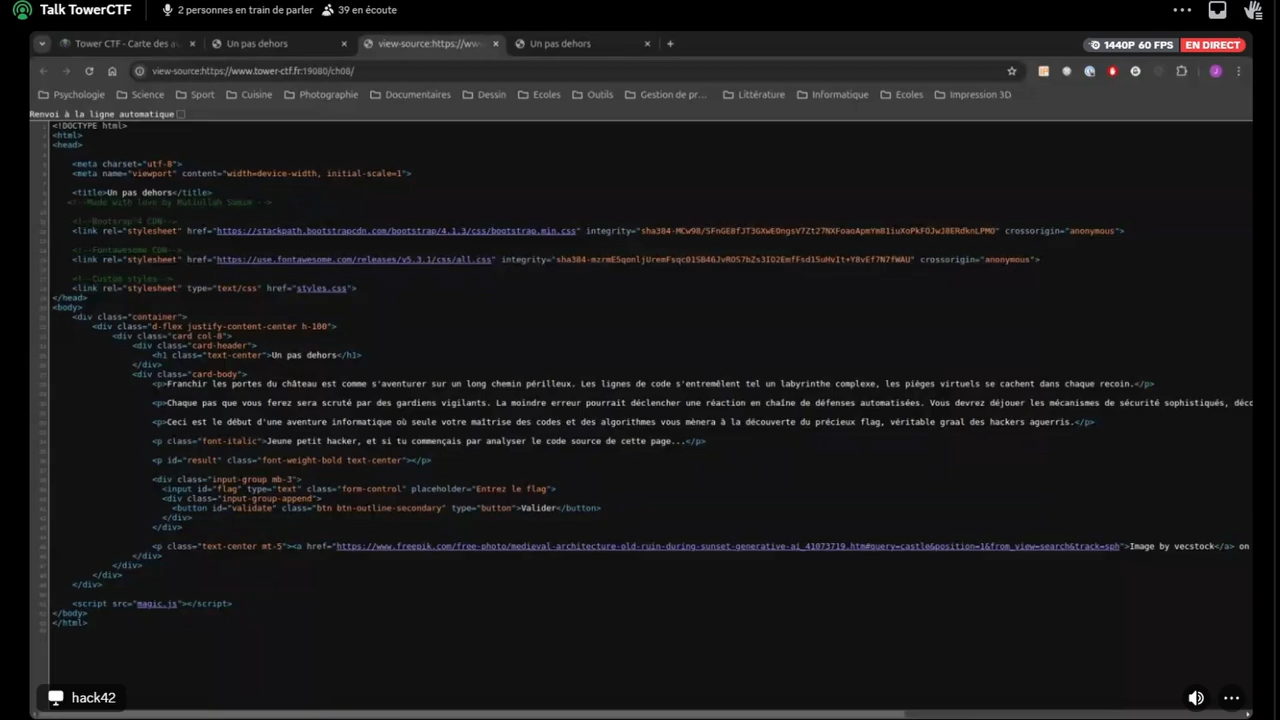 Talk TowerCTF
2 personnes en train de parler
39 en écoute
Tower CTF - Carte des
Un pas dehors
view-source:https://ww
Un pas dehors
1440P 60 FPS
EN DIRECT
view-source:https://www.tower-ctf.fr:19080/ch08/
Psychologie
Science
Sport
Cuisine
Photographie
Documentaires
Dessin
Ecoles
Outils
Gestion de pr...
Littérature
Informatique
Ecoles
Impression 3D
Renvoi à la ligne automatique
<!DOCTYPE html>
<html>
<head>
<meta charset="utf-8">
<meta name="viewport" content="width=device-width, initial-scale=1">
<title>Un pas dehors</title>
<!--Made with love by Mutiullah Samim -->
<!--Bootsrap 4 CDN-->
<link rel="stylesheet" href="https://stackpath.bootstrapcdn.com/bootstrap/4.1.3/css/bootstrap.min.css" integrity="sha384- crossorigin="anonymous">
<!--Fontawesome CDN-->
<link rel="stylesheet" href="https://use.fontawesome.com/releases/v5.3.1/css/all.css" integrity="sha384- crossorigin="anonymous">
<!--Custom styles-->
<link rel="stylesheet" type="text/css" href="styles.css">
</head>
<body>
<div class="container">
<div class="d-flex justify-content-center h-100">
<div class="card col-8">
<div class="card-header">
<h1 class="text-center">Un pas dehors</h1>
</div>
<div class="card-body">
<p>Franchir les portes du château est comme s'aventurer sur un long chemin périlleux. Les lignes de code s'entremêlent tel un labyrinthe complexe, les pièges virtuels se cachent dans chaque recoin.</p>
<p>Chaque pas que vous ferez sera scruté par des gardiens vigilants. La moindre erreur pourrait déclencher une réaction en chaîne de défenses automatisées. Vous devrez déjouer les mécanismes de sécurité sophistiqués, déco
<p>Ceci est le début d'une aventure informatique où seule votre maîtrise des codes et des algorithmes vous mènera à la découverte du précieux flag, véritable graal des hackers aguerris.</p>
<p class="font-italic">Jeune petit hacker, et si tu commençais par analyser le code source de cette page...</p>
<p id="result" class="font-weight-bold text-center"></p>
<div class="input-group mb-3">
<input id="flag" type="text" class="form-control" placeholder="Entrez le flag">
<div class="input-group-append">
<button id="validate" class="btn btn-outline-secondary" type="button">Valider</button>
</div>
</div>
<p class="text-center mt-5"><a href="https://www.freepik.com/free-photo/medieval-architecture-old-ruin-during-sunset-generative-ai_41073719.htm#query=castle&position=1&from_view=search&track=sph">Image by vecstock</a> on
</div>
</div>
</div>
</div>
<script src="magic.js"></script>
</body>
</html>
hack42